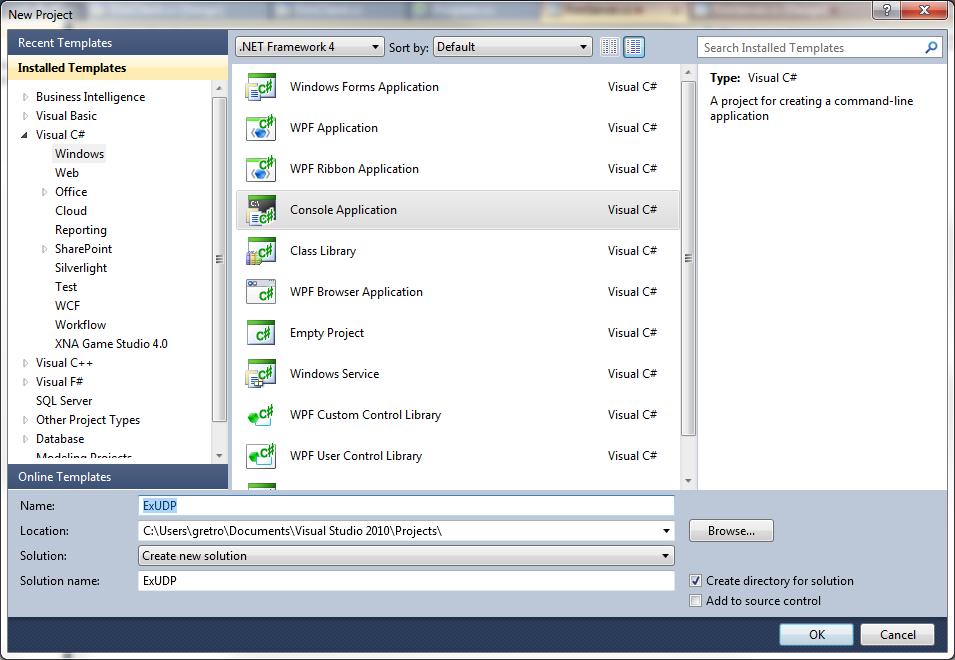 New Project
?
Recent Templates
Installed Templates
Business Intelligence
Visual Basic
Visual C#
Windows
Web
Office
Cloud
Reporting
SharePoint
Silverlight
Test
WCF
Workflow
XNA Game Studio 4.0
Visual C++
Visual F#
SQL Server
Other Project Types
Database
Modeling Projects
Online Templates
.NET Framework 4 Sort by: Default
Windows Forms Application Visual C#
WPF Application Visual C#
WPF Ribbon Application Visual C#
Console Application Visual C#
Class Library Visual C#
WPF Browser Application Visual C#
Empty Project Visual C#
Windows Service Visual C#
WPF Custom Control Library Visual C#
WPF User Control Library Visual C#
Search Installed Templates
Type: Visual C#
A project for creating a command-line
application
Name: ExUDP
Location: C:\Users\gretro\Documents\Visual Studio 2010\Projects\ Browse...
Solution: Create new solution
Solution name: ExUDP
Create directory for solution
Add to source control
OK Cancel